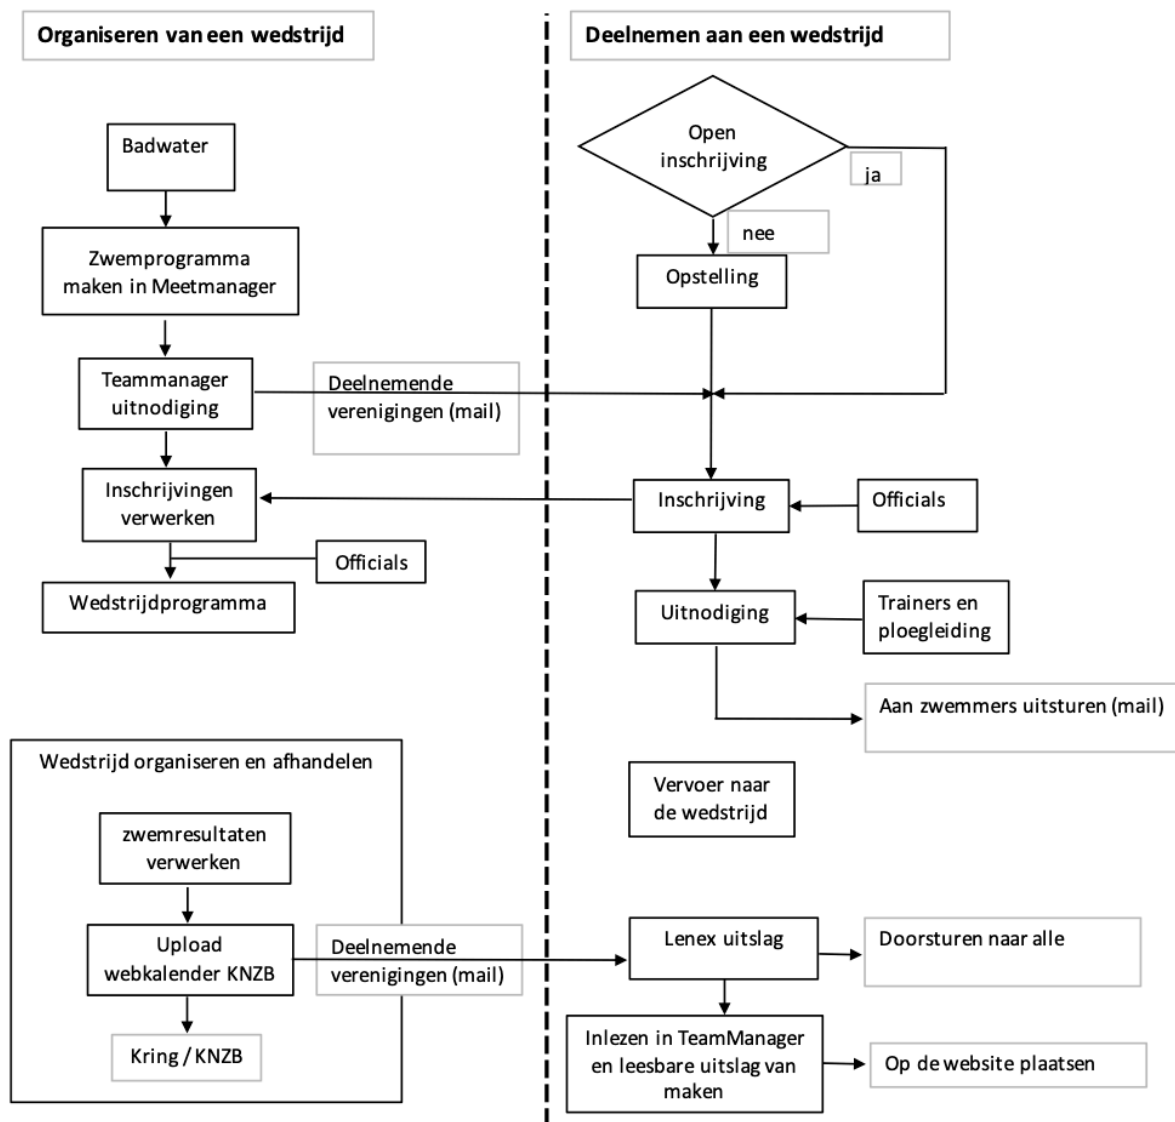 Organiseren van een wedstrijd
Badwater
Zwemprogramma
maken in Meetmanager
Teammanager
uitnodiging
Deelnemende
verenigingen (mail)
Inschrijvingen
verwerken
Officials
Wedstrijdprogramma
Wedstrijd organiseren en afhandelen
zwemresultaten
verwerken
Upload
webkalender KNZB
Deelnemende
verenigingen (mail)
Kring / KNZB
Deelnemen aan een wedstrijd
Open
inschrijving
ja
nee
Opstelling
Inschrijving
Officials
Uitnodiging
Trainers en
ploegleiding
Aan zwemmers uitsturen (mail)
Vervoer naar
de wedstrijd
Lenex uitslag
Doorsturen naar alle
Inlezen in TeamManager
en leesbare uitslag van
maken
Op de website plaatsen